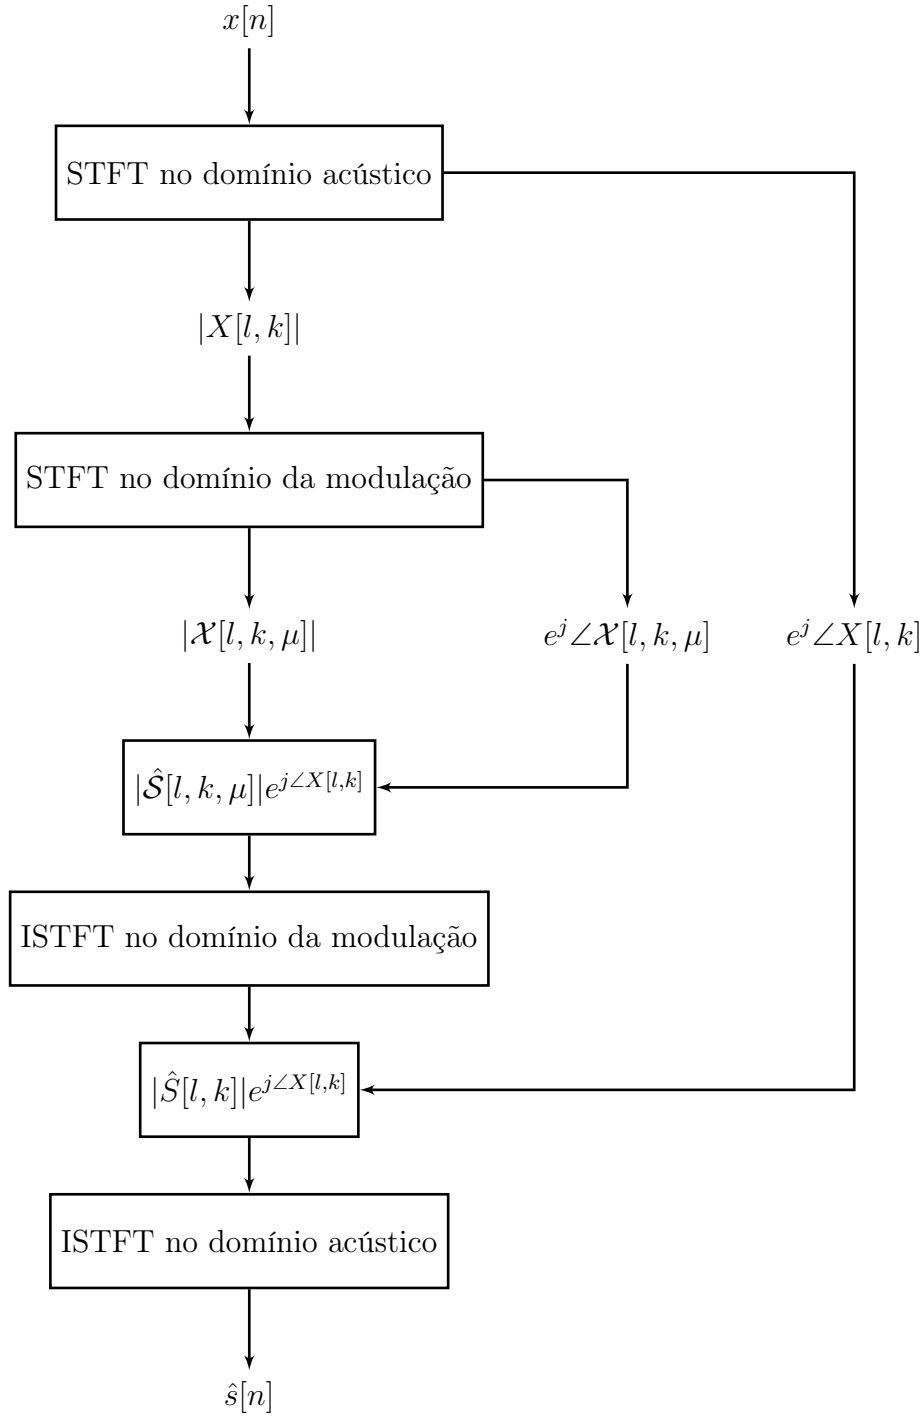 x[n]
STFT no domínio acústico
|X[l, k]|
STFT no domínio da modulação
|𝒳[l, k, μ]|
e^j∠𝒳[l, k, μ]
e^j∠X[l, k]
|𝒮̂[l, k, μ]|e^{j∠X[l,k]}
ISTFT no domínio da modulação
|Ŝ[l, k]|e^{j∠X[l,k]}
ISTFT no domínio acústico
ŝ[n]